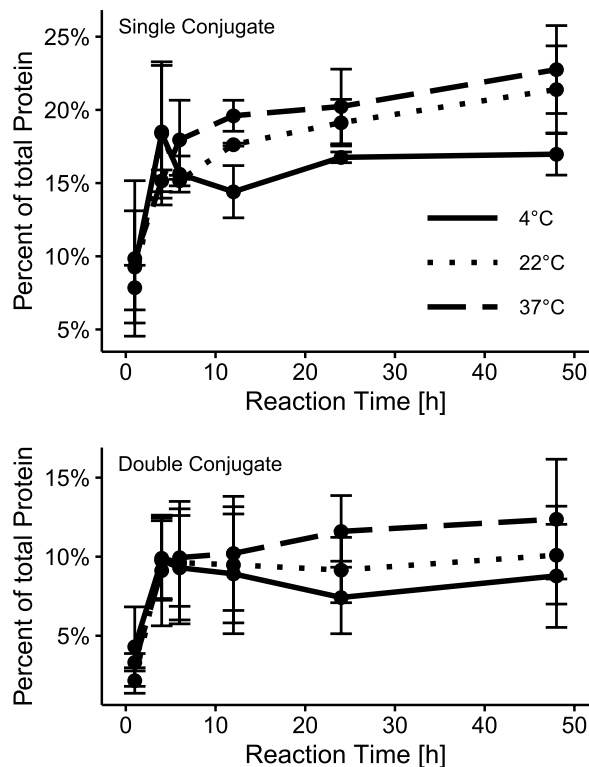 Single Conjugate
Percent of total Protein
25%
20%
15%
10%
5%
4°C
22°C
37°C
0 10 20 30 40 50
Reaction Time [h]
Double Conjugate
Percent of total Protein
15%
10%
5%
0 10 20 30 40 50
Reaction Time [h]